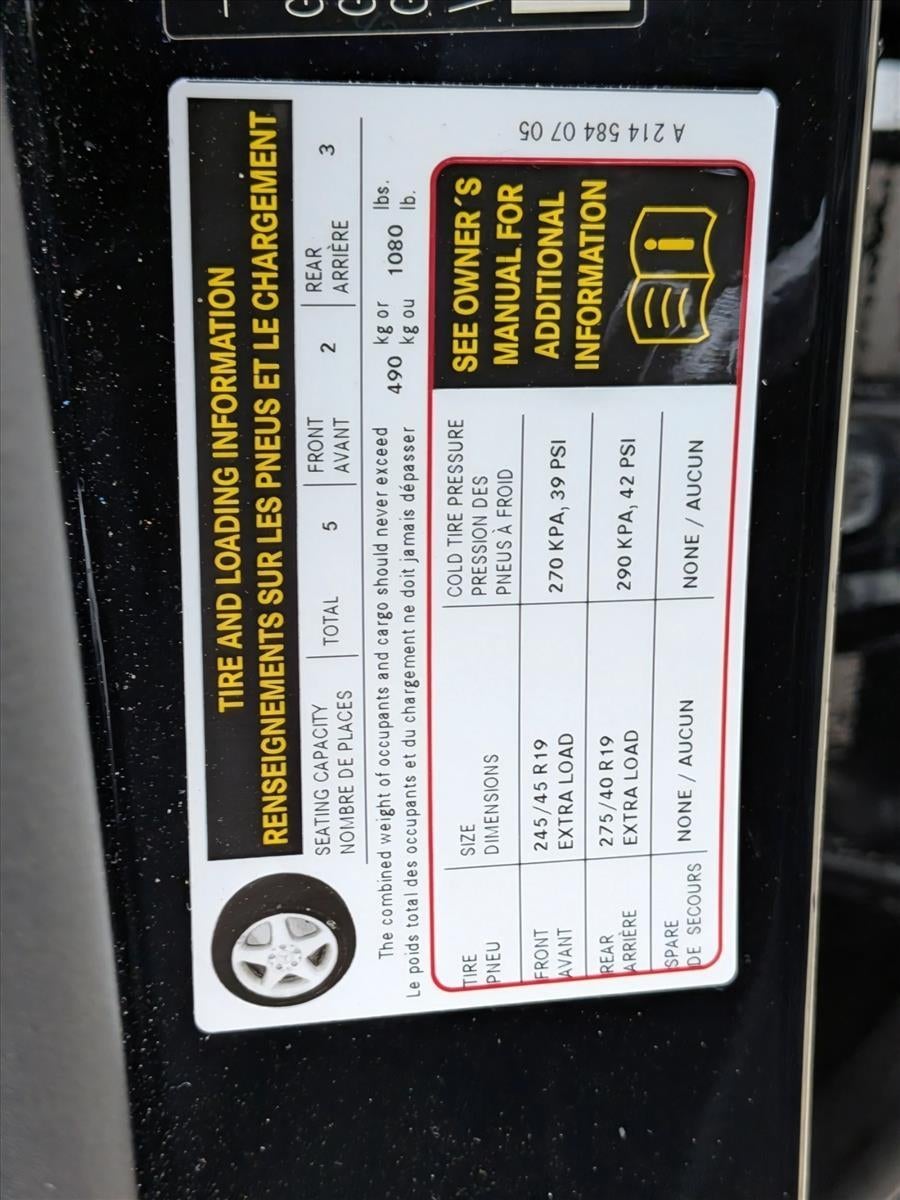 TIRE AND LOADING INFORMATION
RENSEIGNEMENTS SUR LES PNEUS ET LE CHARGEMENT
SEATING CAPACITY
NOMBRE DE PLACES
TOTAL 5
FRONT
AVANT
2
REAR
ARRIÈRE
3
The combined weight of occupants and cargo should never exceed 490 kg or 1080 lbs.
Le poids total des occupants et du chargement ne doit jamais dépasser kg ou lb.
TIRE
PNEU
SIZE
DIMENSIONS
COLD TIRE PRESSURE
PRESSION DES
PNEUS À FROID
FRONT
AVANT
245/45 R19
EXTRA LOAD
270 KPA, 39 PSI
REAR
ARRIÈRE
275/40 R19
EXTRA LOAD
290 KPA, 42 PSI
SPARE
DE SECOURS
NONE / AUCUN
NONE / AUCUN
SEE OWNER´S
MANUAL FOR
ADDITIONAL
INFORMATION
i
A 214 584 07 05